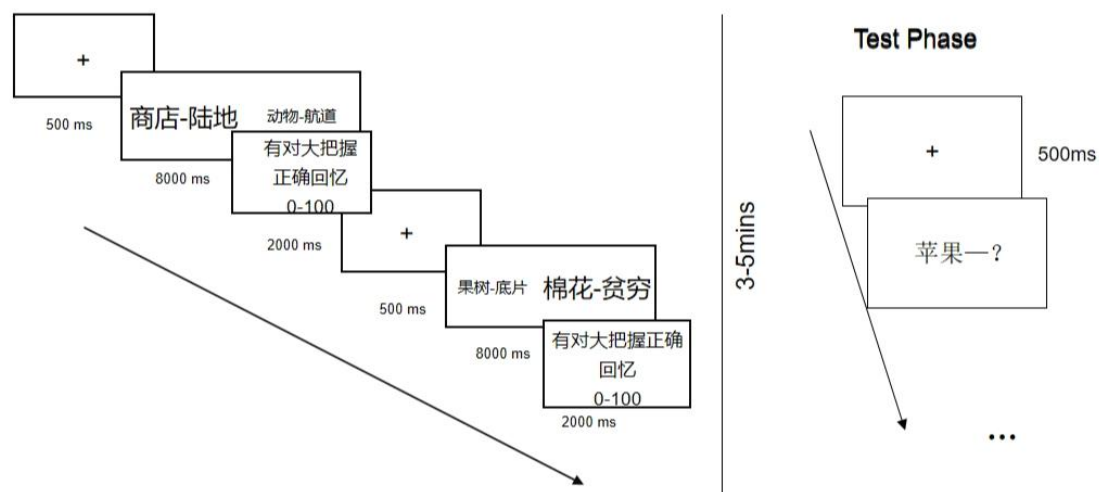 +
500 ms
商店-陆地 动物-航道
8000 ms
有对大把握
正确回忆
0-100
2000 ms
+
500 ms
果树-底片 棉花-贫穷
8000 ms
有对大把握正确
回忆
0-100
2000 ms
3-5mins
Test Phase
+
500ms
苹果—?
...